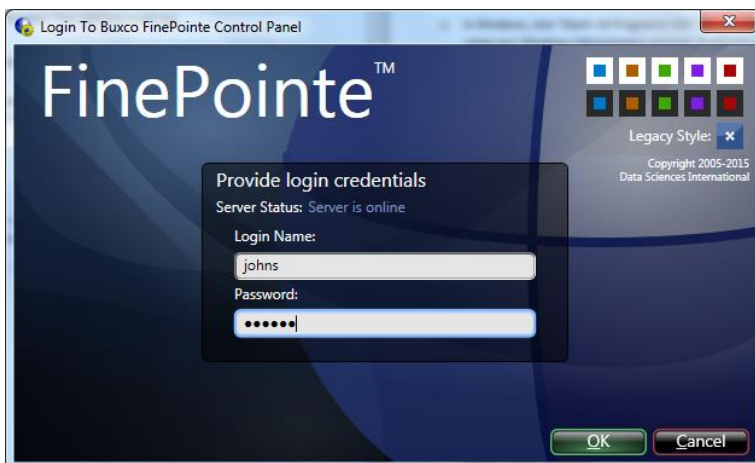 Login To Buxco FinePointe Control Panel
FinePointe™
Legacy Style:
Copyright 2005-2015
Data Sciences International
Provide login credentials
Server Status: Server is online
Login Name:
johns
Password:
●●●●●●
OK
Cancel